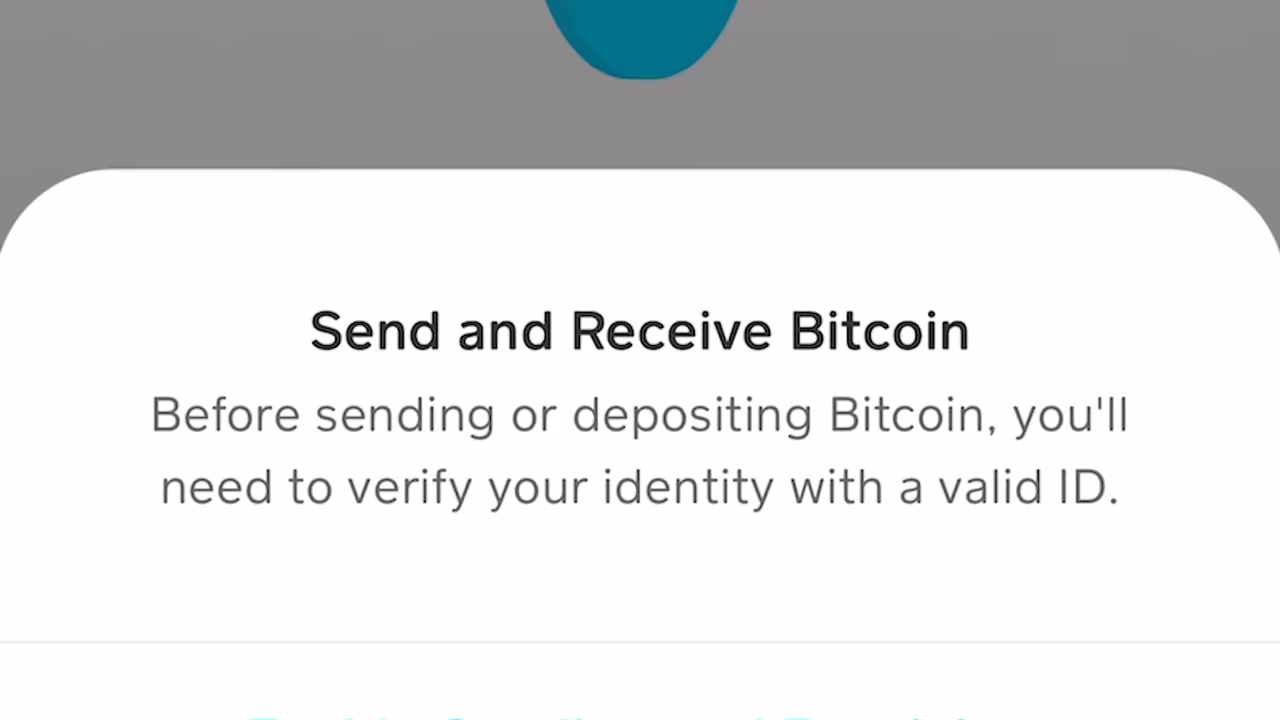 Send and Receive Bitcoin
Before sending or depositing Bitcoin, you'll
need to verify your identity with a valid ID.